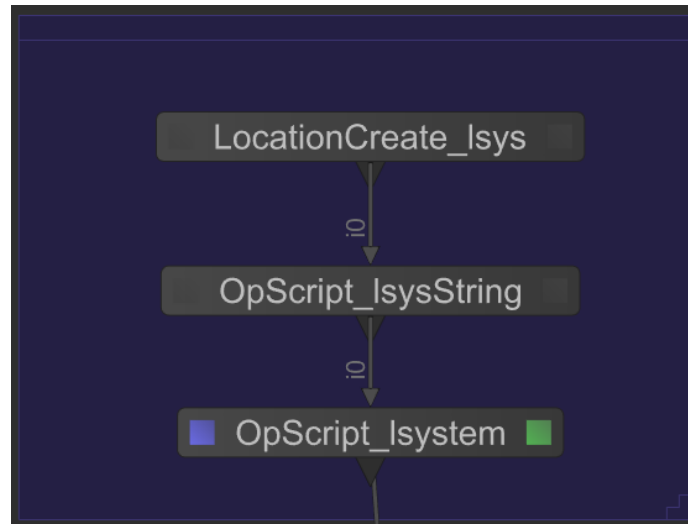 LocationCreate_lsys
i0
OpScript_lsysString
i0
OpScript_lsystem